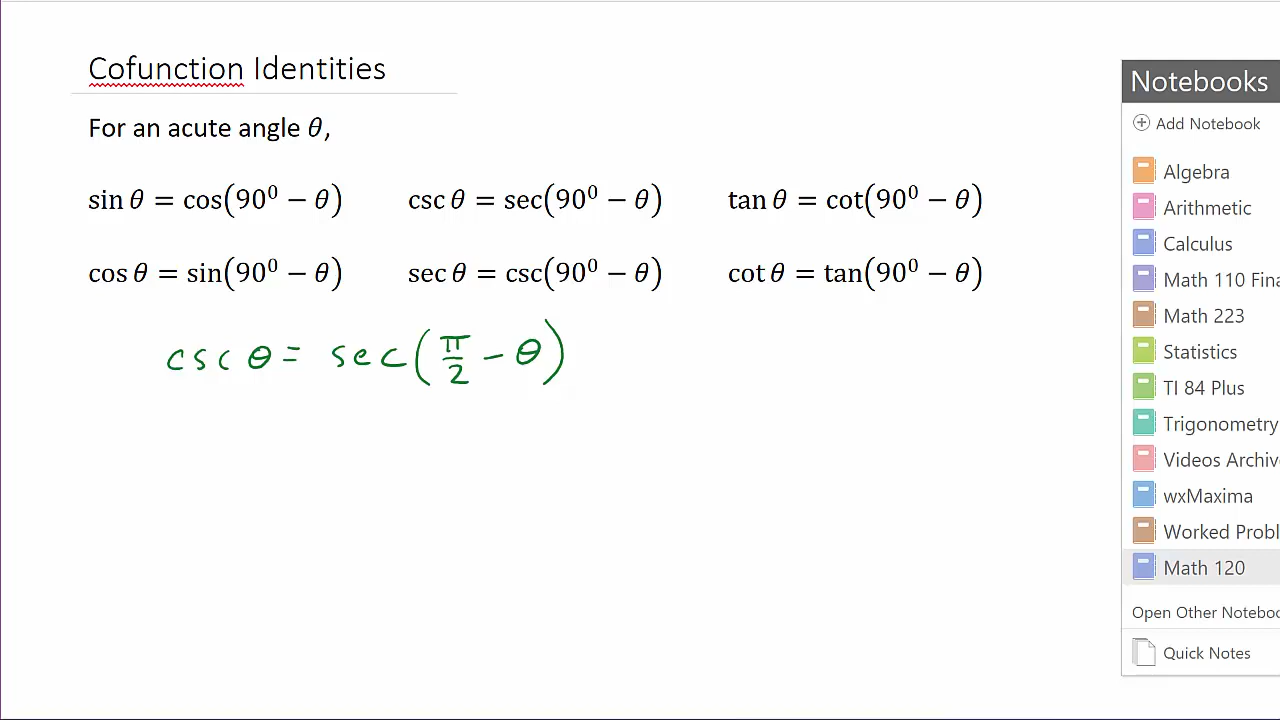 Cofunction Identities
For an acute angle θ,
sin θ = cos(90⁰ − θ) csc θ = sec(90⁰ − θ) tan θ = cot(90⁰ − θ)
cos θ = sin(90⁰ − θ) sec θ = csc(90⁰ − θ) cot θ = tan(90⁰ − θ)
csc θ = sec(π/2 − θ)
Notebooks
Add Notebook
Algebra
Arithmetic
Calculus
Math 110 Fina
Math 223
Statistics
TI 84 Plus
Trigonometry
Videos Archiv
wxMaxima
Worked Probl
Math 120
Open Other Noteboo
Quick Notes